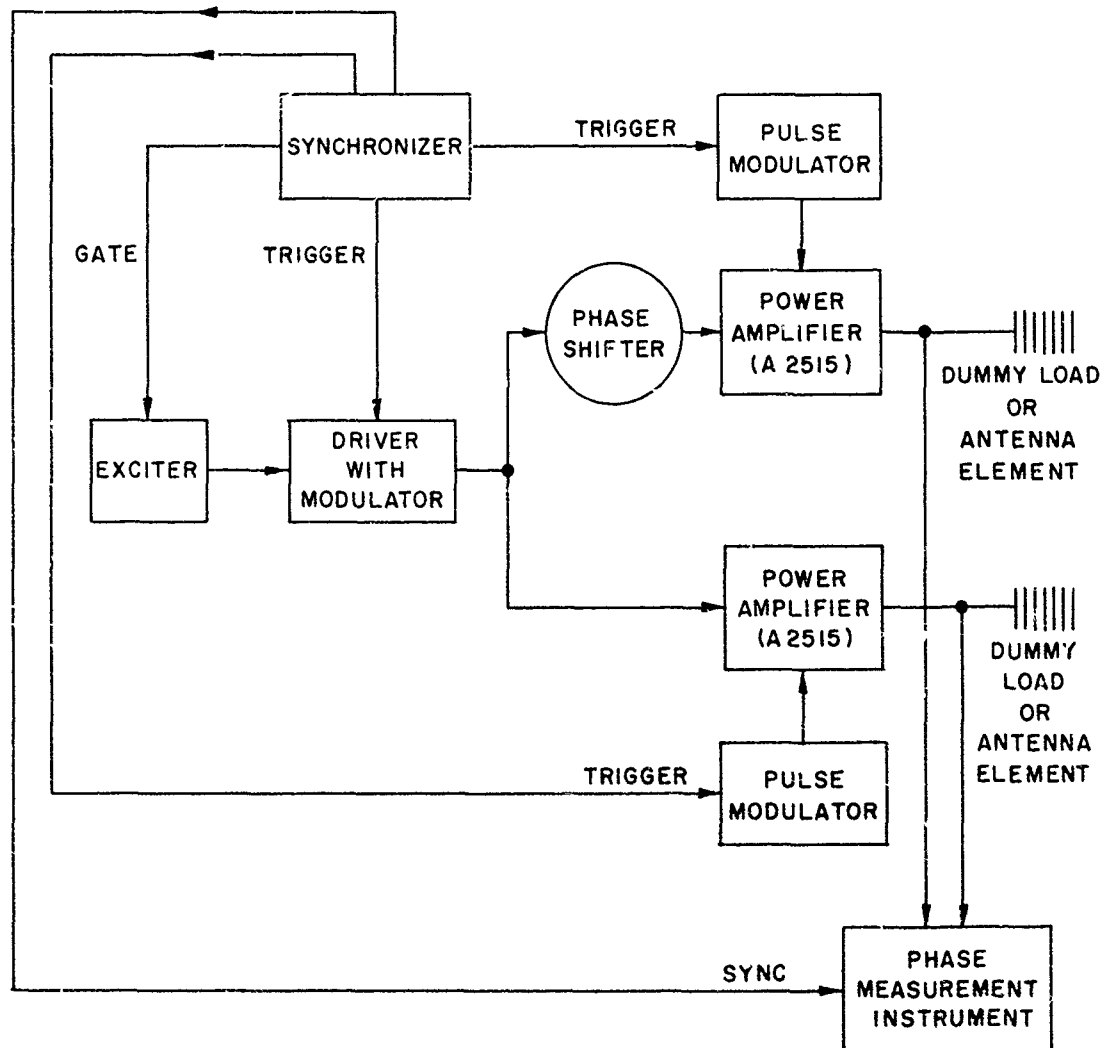 SYNCHRONIZER
TRIGGER
PULSE
MODULATOR
GATE
TRIGGER
PHASE
SHIFTER
POWER
AMPLIFIER
(A 2515)
DUMMY LOAD
OR
ANTENNA
ELEMENT
EXCITER
DRIVER
WITH
MODULATOR
POWER
AMPLIFIER
(A 2515)
DUMMY
LOAD
OR
ANTENNA
ELEMENT
TRIGGER
PULSE
MODULATOR
SYNC
PHASE
MEASUREMENT
INSTRUMENT